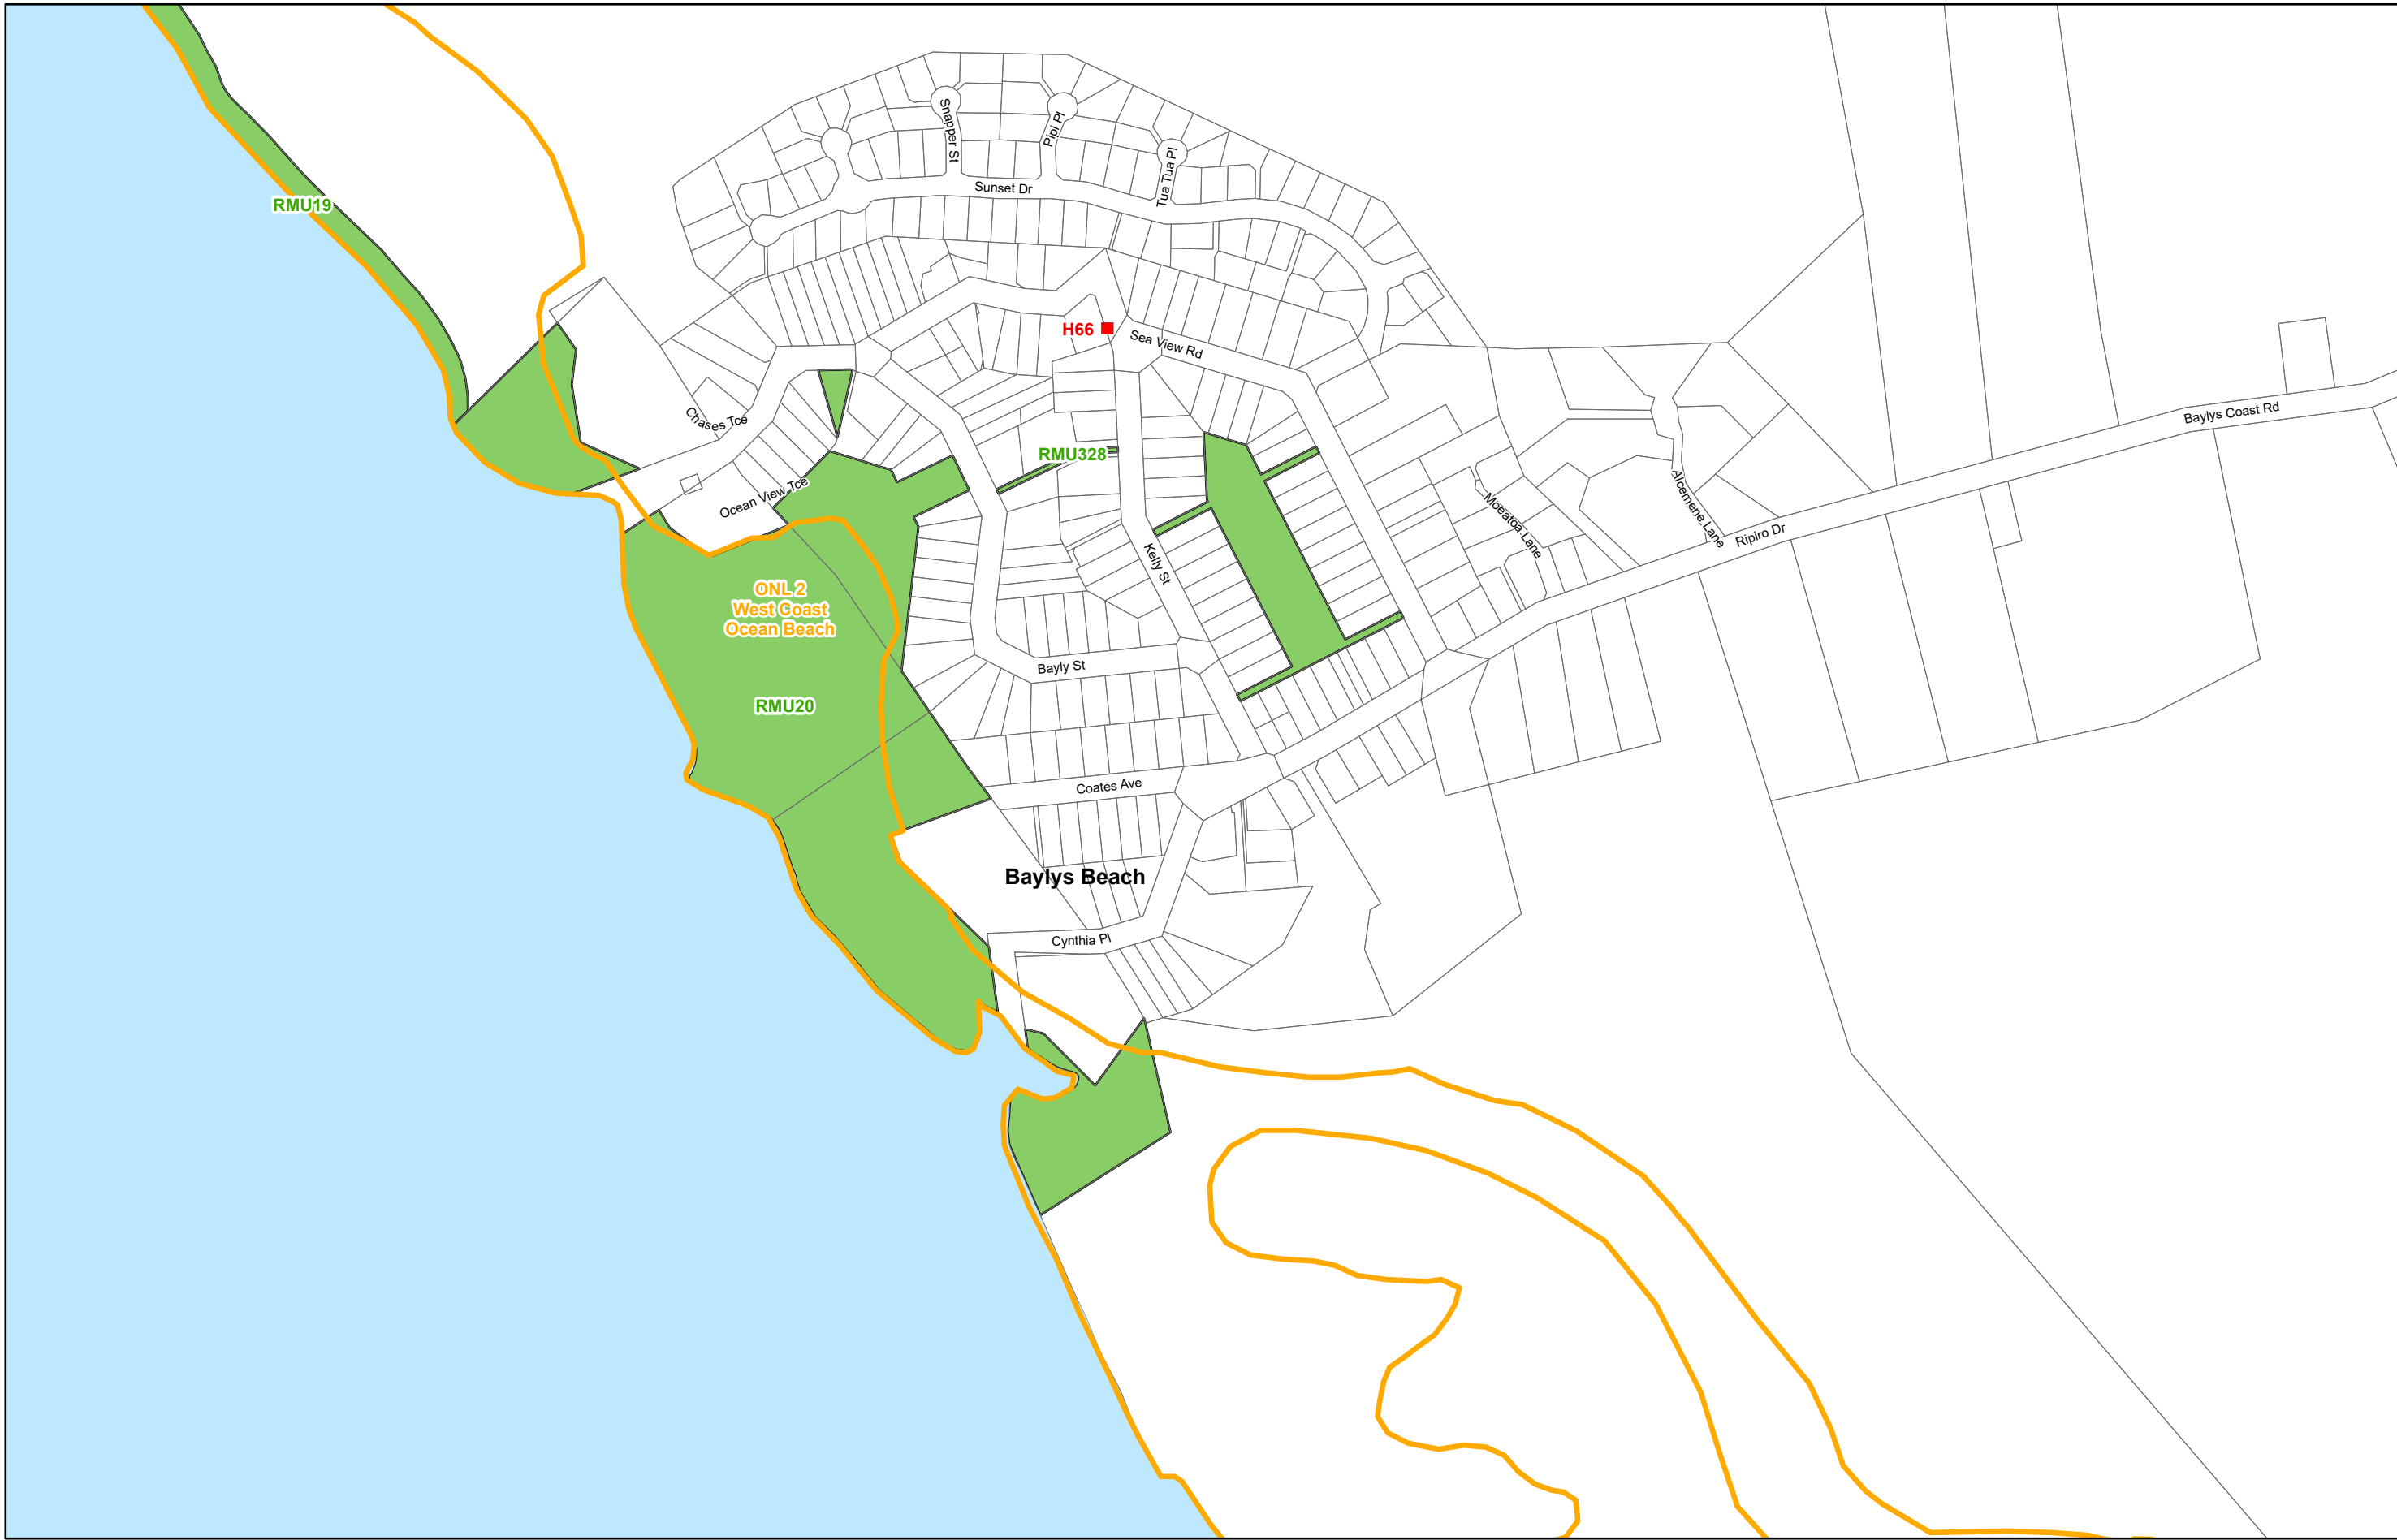 Snapper St
Pipi Pl
Tua Tua Pl
Sunset Dr
RMU19
H66
Sea View Rd
Chases Tce
Baylys Coast Rd
RMU328
Ocean View Tce
Moeatoa Lane
Alcemene Lane
Ripiro Dr
Kelly St
ONL 2
West Coast
Ocean Beach
Bayly St
RMU20
Coates Ave
Baylys Beach
Cynthia Pl